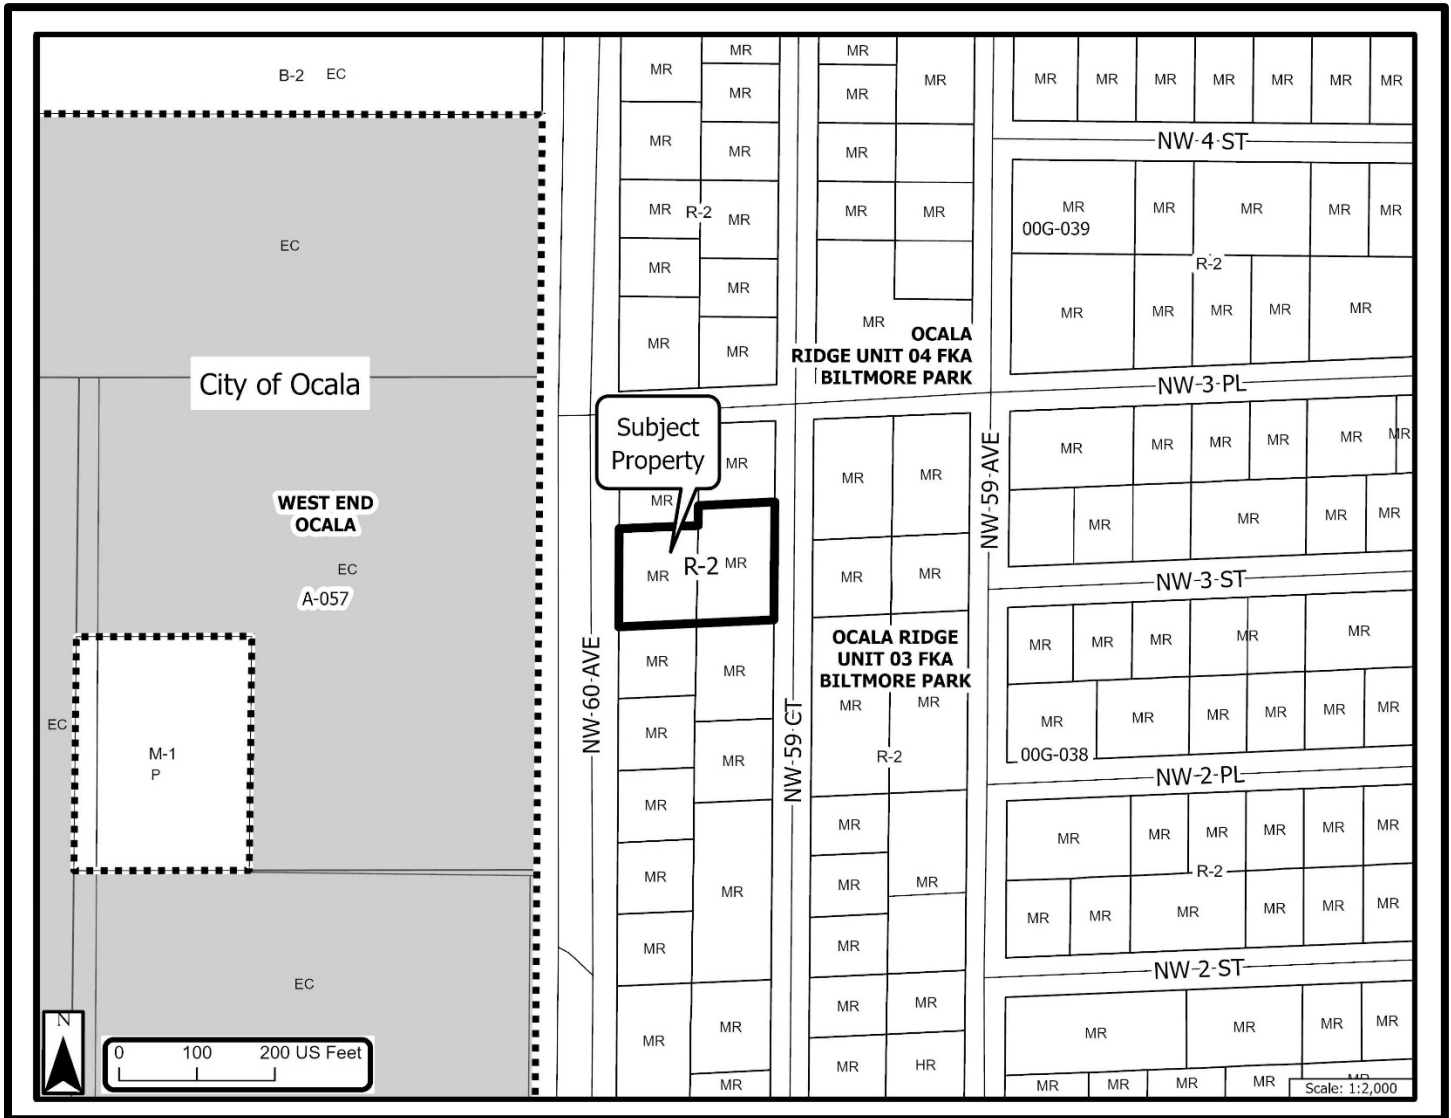 B-2 EC
MR MR MR MR MR MR MR MR MR MR MR
MR MR
MR MR MR
NW-4-ST
MR R-2 MR MR MR
MR MR MR MR MR
00G-039
R-2
EC
MR MR
MR MR MR MR MR
MR MR MR
OCALA
RIDGE UNIT 04 FKA
BILTMORE PARK
City of Ocala
NW-3-PL
Subject
Property
MR MR MR MR MR MR MR MR
MR MR MR
NW-59-AVE
WEST END
OCALA
MR MR MR MR MR
EC
A-057
MR R-2 MR MR MR
NW-3-ST
OCALA RIDGE
UNIT 03 FKA
BILTMORE PARK
NW-60-AVE
NW-59-CT
MR MR MR MR MR
MR MR MR MR
MR MR MR MR MR MR
00G-038
EC
MR MR R-2
M-1
P
NW-2-PL
MR MR MR MR MR MR MR MR
R-2
MR MR MR MR
MR MR MR MR MR MR
MR MR
NW-2-ST
EC
MR MR MR MR
MR MR MR MR
MR MR HR
N
0 100 200 US Feet
MR MR MR MR MR
Scale: 1:2,000